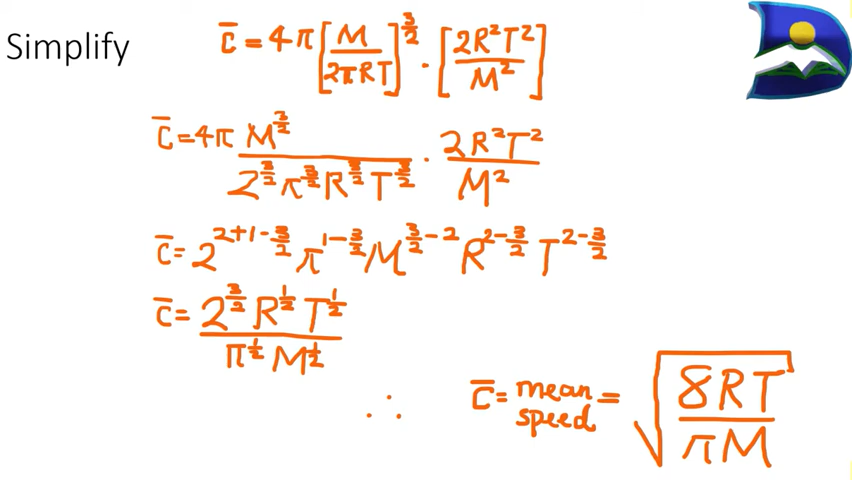 Simplify
C̄ = 4π [M/2πRT]^(3/2) · [2R²T²/M²]
C̄ = 4π M^(3/2) / 2^(3/2) π^(3/2) R^(3/2) T^(3/2) · 2R²T²/M²
C̄ = 2^(2+1-3/2) π^(1-3/2) M^(3/2-2) R^(2-3/2) T^(2-3/2)
C̄ = 2^(3/2) R^(1/2) T^(1/2) / π^(1/2) M^(1/2)
∴ C̄ = mean speed = √(8RT/πM)